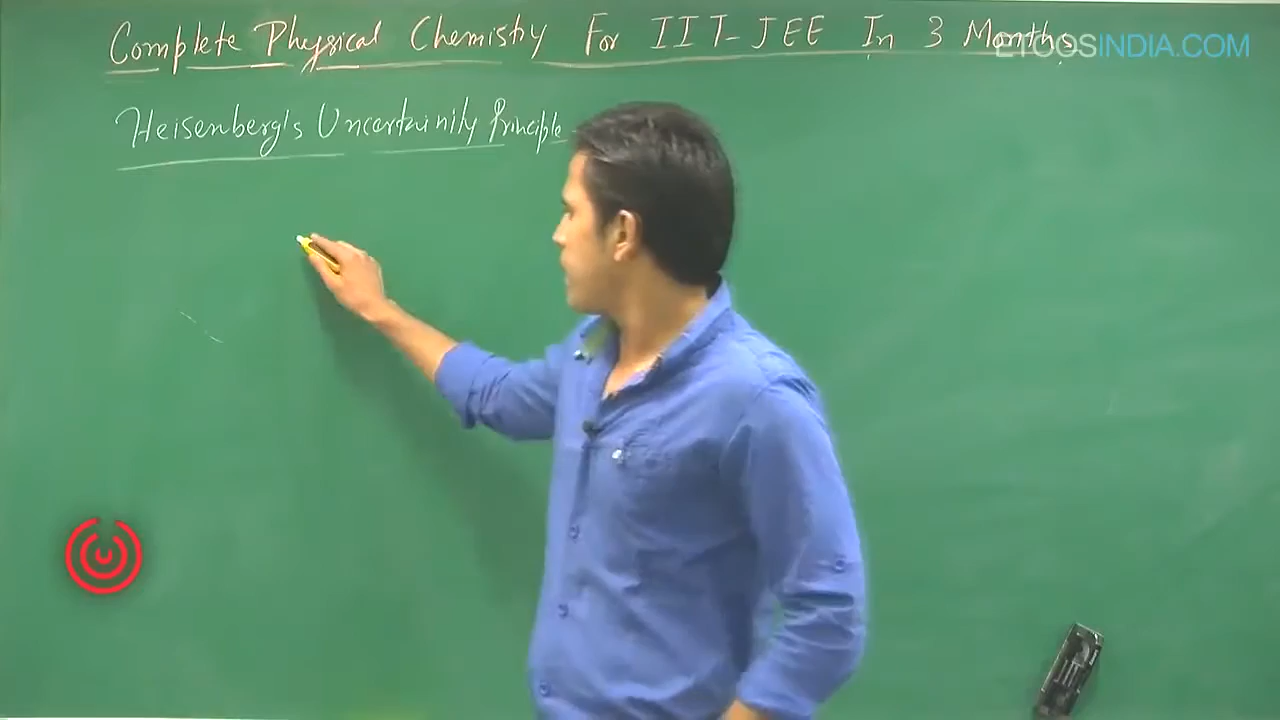 Complete Physical Chemistry For IIT-JEE In 3 Months
ETOOSINDIA.COM
Heisenberg's Uncertainity Principle